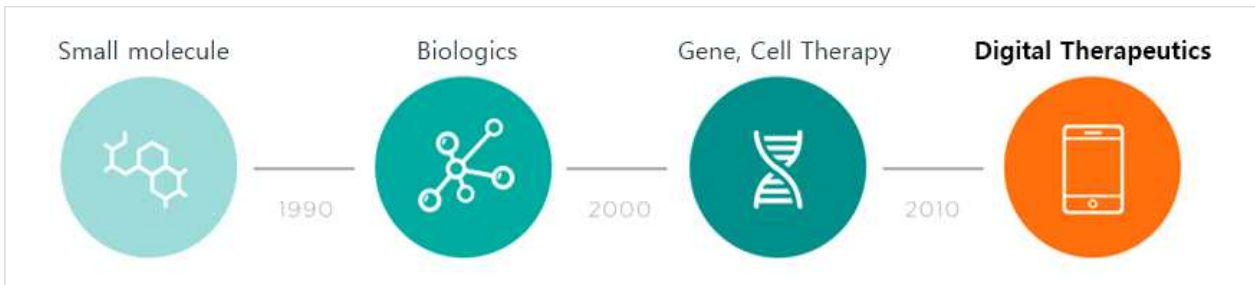 Small molecule
Biologics
Gene, Cell Therapy
Digital Therapeutics
1990
2000
2010